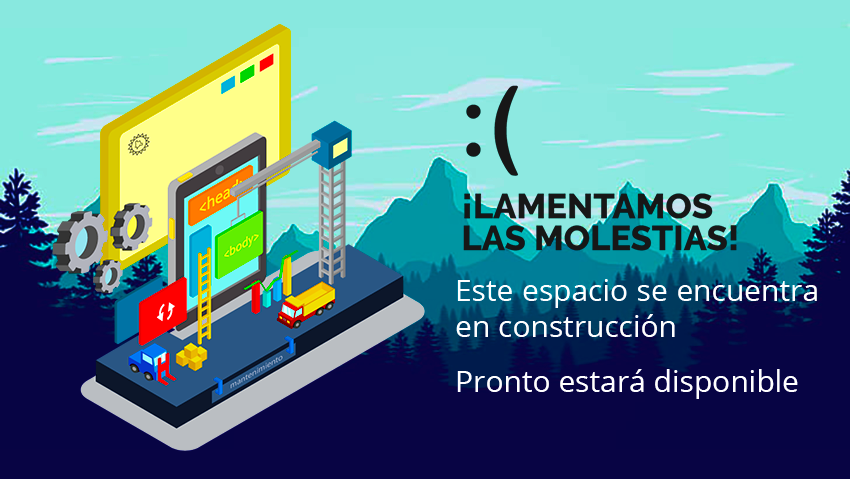 <head>
<body>
mantenimiento
:(
¡LAMENTAMOS
LAS MOLESTIAS!
Este espacio se encuentra
en construcción
Pronto estará disponible